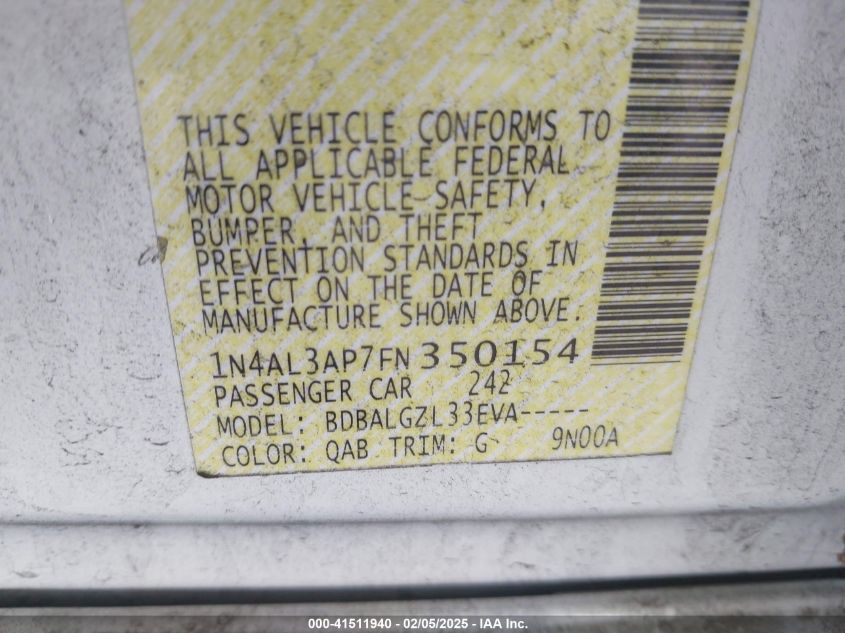 THIS VEHICLE CONFORMS TO
ALL APPLICABLE FEDERAL
MOTOR VEHICLE SAFETY,
BUMPER, AND THEFT
PREVENTION STANDARDS IN
EFFECT ON THE DATE OF
MANUFACTURE SHOWN ABOVE.
1N4AL3AP7FN350154
PASSENGER CAR 242
MODEL: BDBALGZL33EVA-----
COLOR: QAB TRIM: G 9N00A
000-41511940 - 02/05/2025 - IAA Inc.